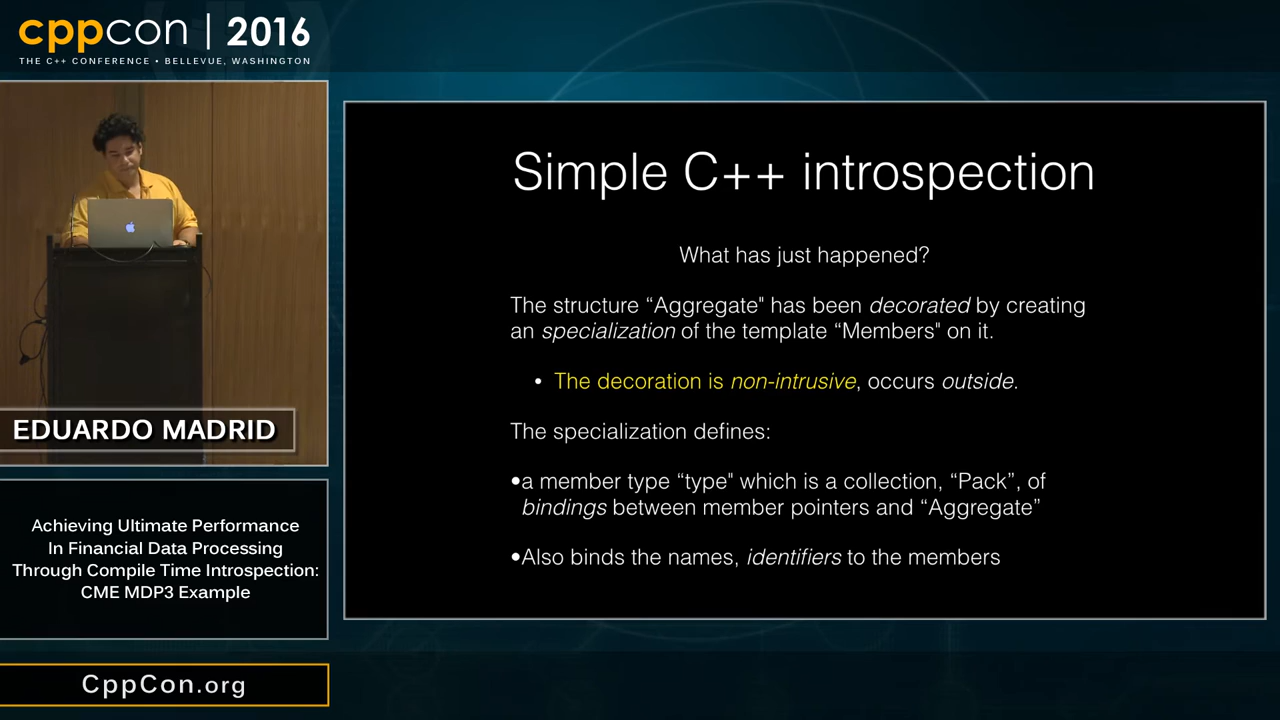 cppcon | 2016
THE C++ CONFERENCE • BELLEVUE, WASHINGTON
Simple C++ introspection
What has just happened?
The structure “Aggregate" has been decorated by creating
an specialization of the template “Members" on it.
• The decoration is non-intrusive, occurs outside.
The specialization defines:
•a member type “type" which is a collection, “Pack”, of
bindings between member pointers and “Aggregate”
•Also binds the names, identifiers to the members
EDUARDO MADRID
Achieving Ultimate Performance
In Financial Data Processing
Through Compile Time Introspection:
CME MDP3 Example
CppCon.org